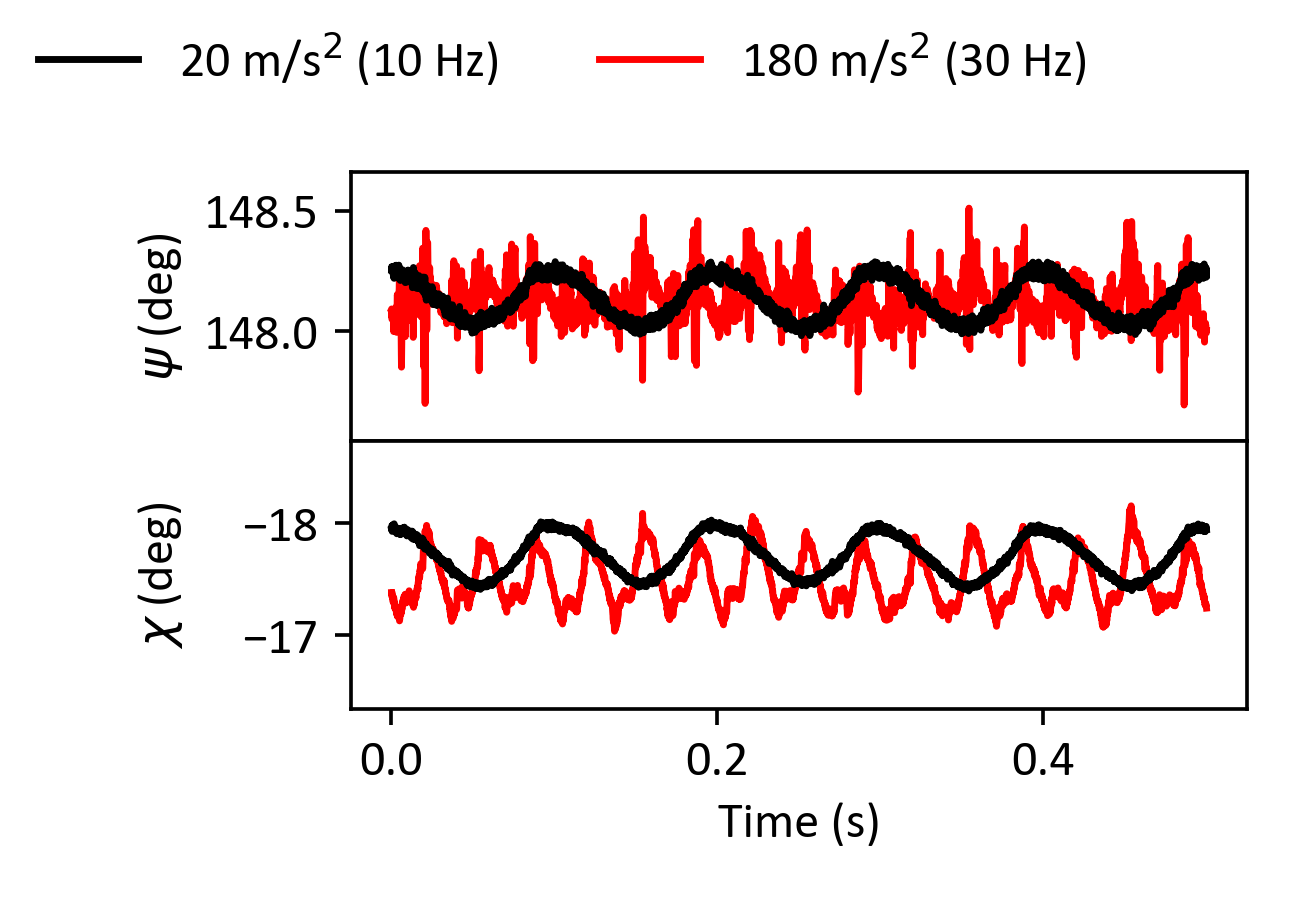 20 m/s² (10 Hz) 180 m/s² (30 Hz)
148.5
ψ (deg)
148.0
−18
χ (deg)
−17
0.0 0.2 0.4
Time (s)